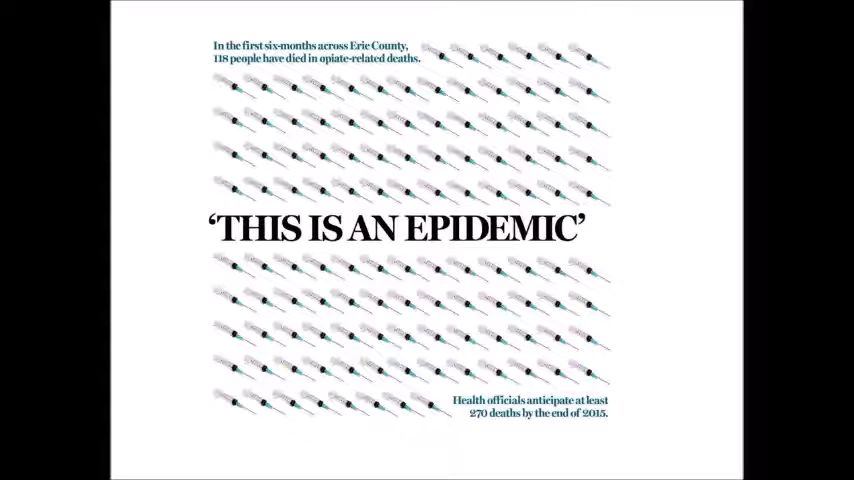 In the first six-months across Erie County,
118 people have died in opiate-related deaths.
‘THIS IS AN EPIDEMIC’
Health officials anticipate at least
270 deaths by the end of 2015.